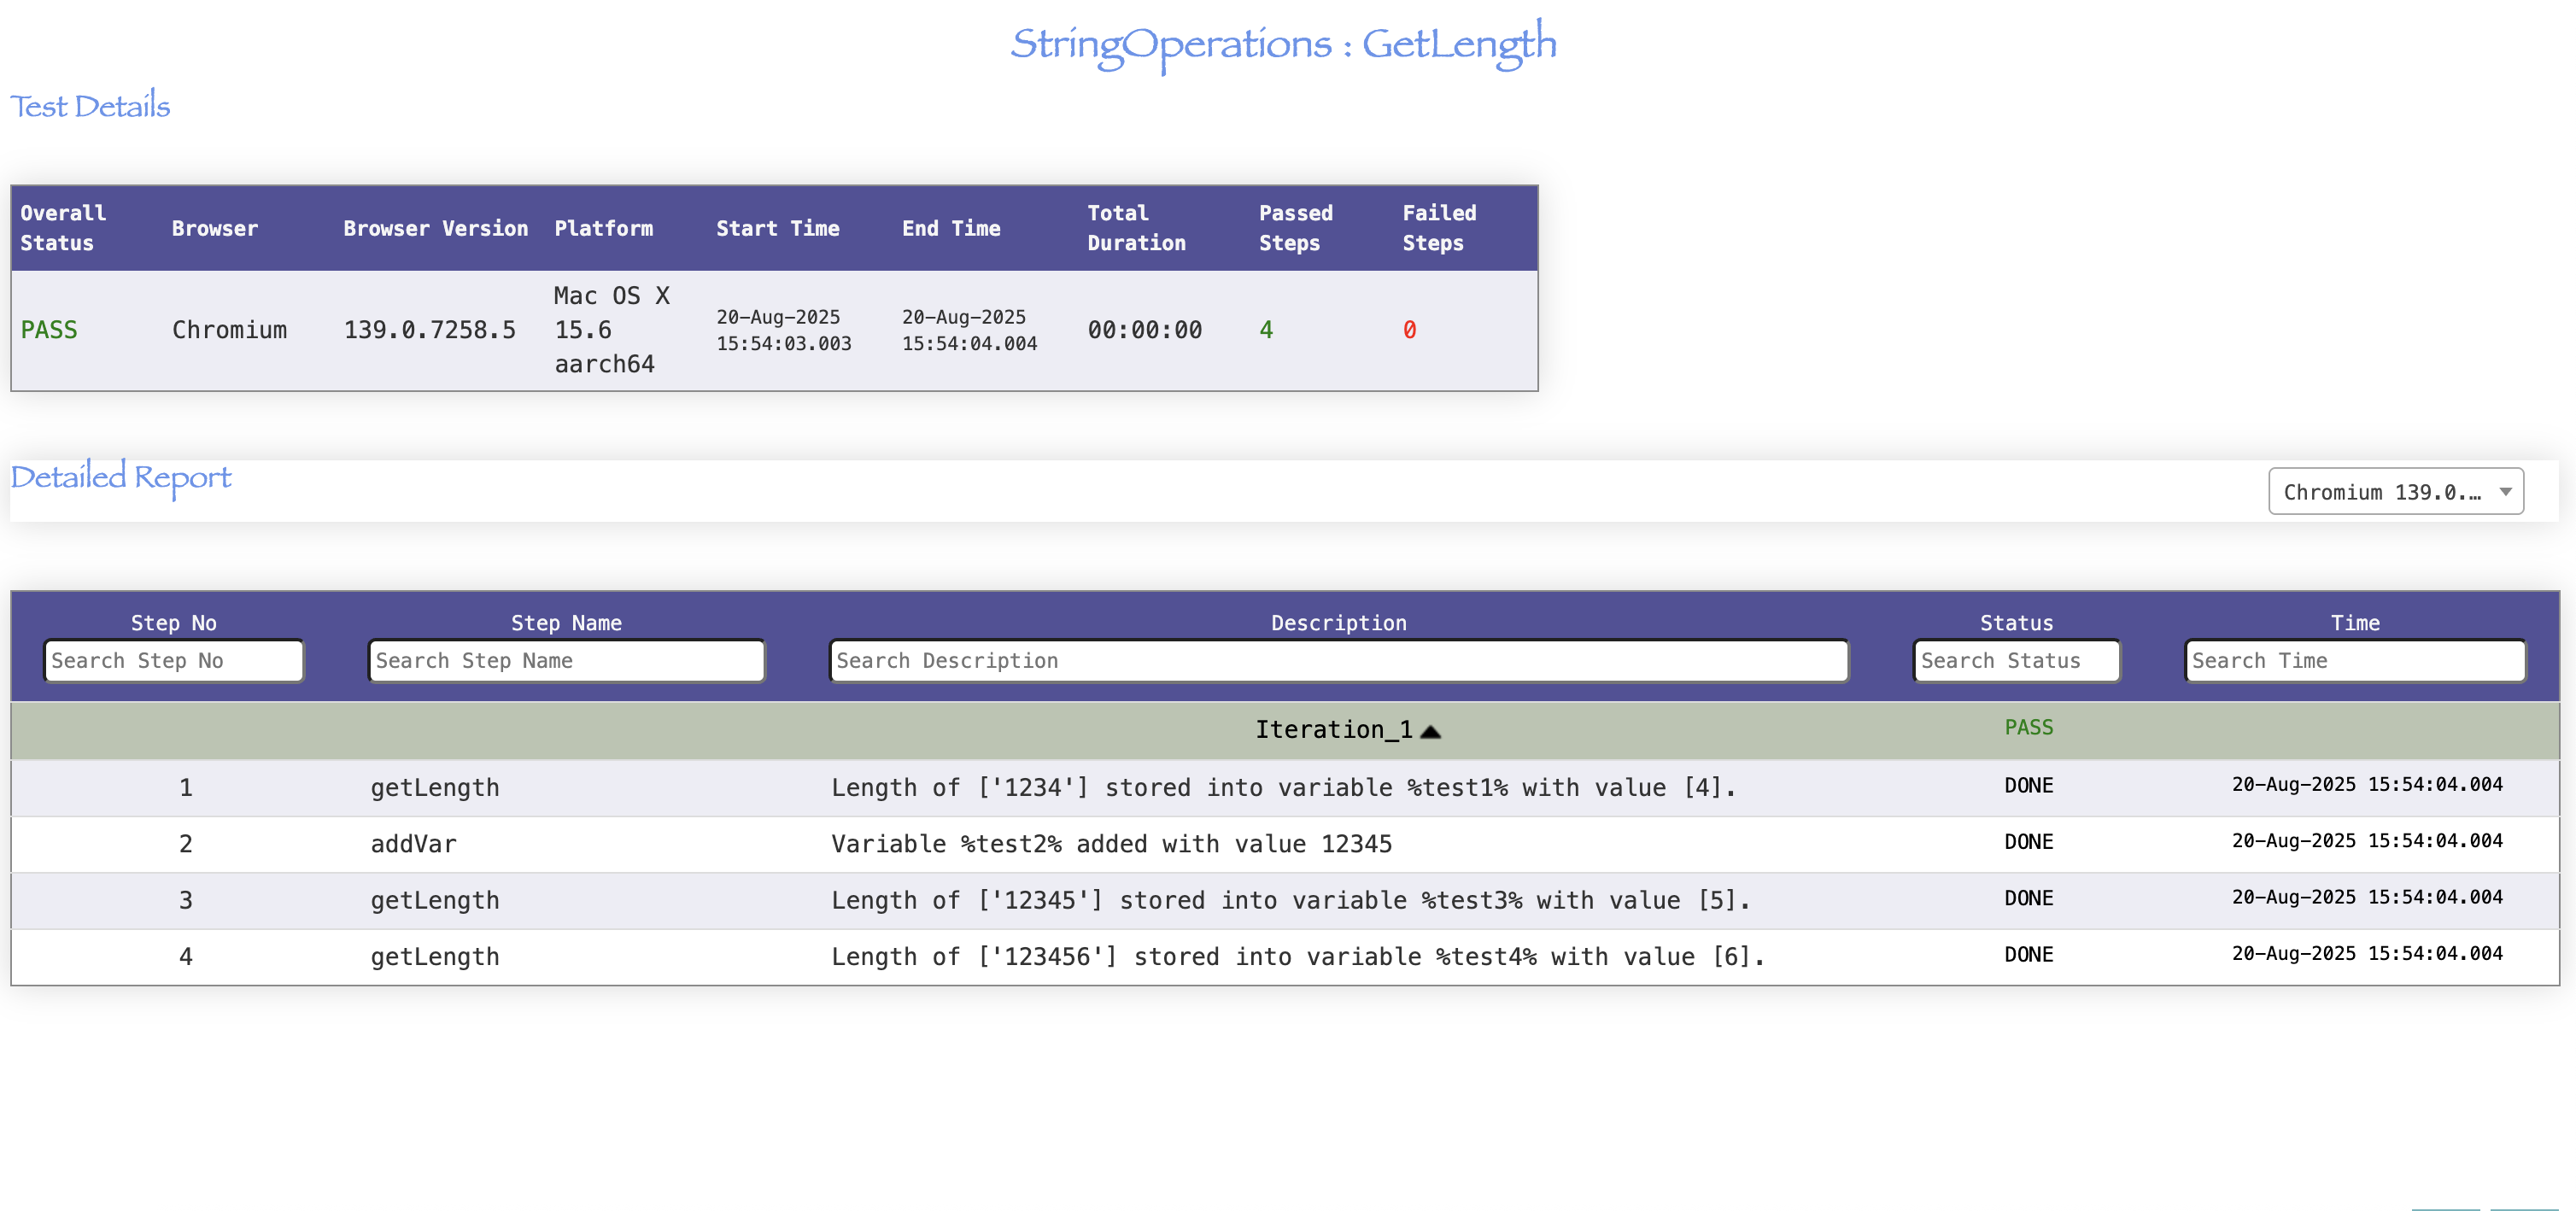 StringOperations : GetLength
Test Details
Overall Status Browser Browser Version Platform Start Time End Time Total Duration Passed Steps Failed Steps
PASS Chromium 139.0.7258.5 Mac OS X 15.6 aarch64 20-Aug-2025 15:54:03.003 20-Aug-2025 15:54:04.004 00:00:00 4 0
Detailed Report
Chromium 139.0....
Step No Step Name Description Status Time
Search Step No Search Step Name Search Description Search Status Search Time
Iteration_1 PASS
1 getLength Length of ['1234'] stored into variable %test1% with value [4]. DONE 20-Aug-2025 15:54:04.004
2 addVar Variable %test2% added with value 12345 DONE 20-Aug-2025 15:54:04.004
3 getLength Length of ['12345'] stored into variable %test3% with value [5]. DONE 20-Aug-2025 15:54:04.004
4 getLength Length of ['123456'] stored into variable %test4% with value [6]. DONE 20-Aug-2025 15:54:04.004